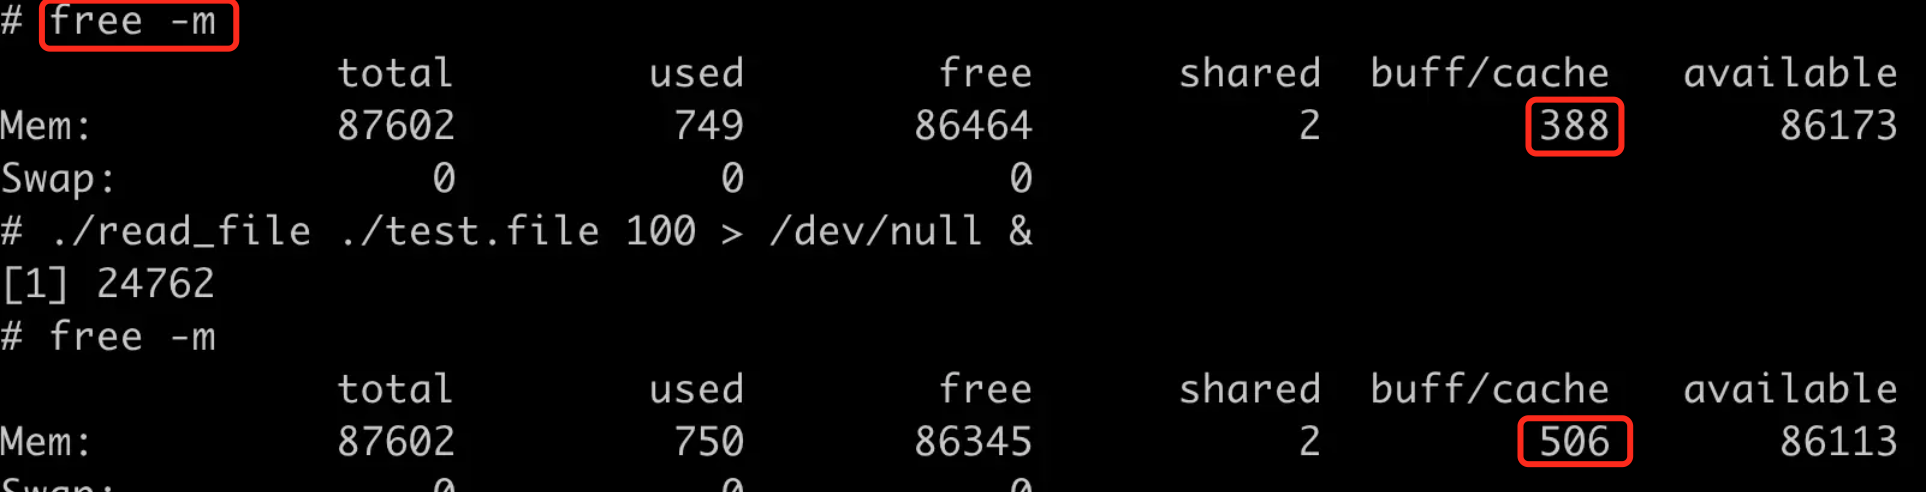 # free -m
total used free shared buff/cache available
Mem: 87602 749 86464 2 388 86173
Swap: 0 0 0
# ./read_file ./test.file 100 > /dev/null &
[1] 24762
# free -m
total used free shared buff/cache available
Mem: 87602 750 86345 2 506 86113
Swap: 0 0 0